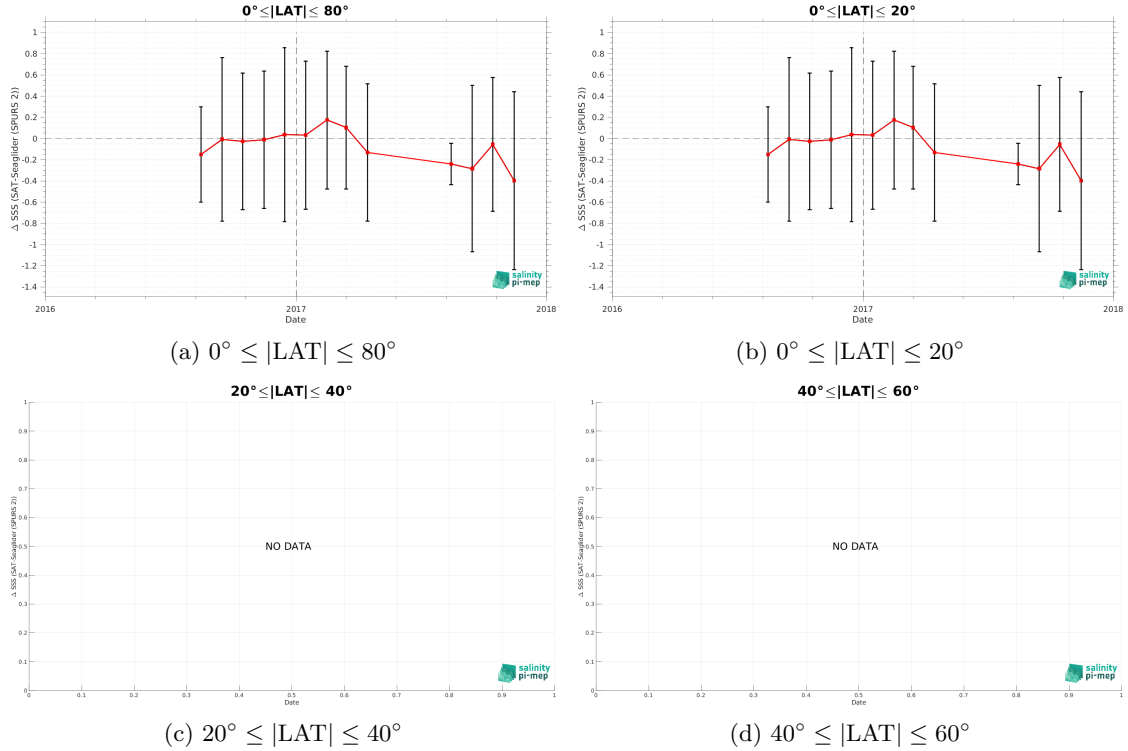 0°≤|LAT|≤ 80°
Δ SSS (SAT-Seaglider (SPURS 2))
1
0.8
0.6
0.4
0.2
0
-0.2
-0.4
-0.6
-0.8
-1
-1.2
-1.4
2016
2017
2018
Date
salinity
pi-mep
(a) 0° ≤ |LAT| ≤ 80°
0°≤|LAT|≤ 20°
Δ SSS (SAT-Seaglider (SPURS 2))
1
0.8
0.6
0.4
0.2
0
-0.2
-0.4
-0.6
-0.8
-1
-1.2
-1.4
2016
2017
2018
Date
salinity
pi-mep
(b) 0° ≤ |LAT| ≤ 20°
20°≤|LAT|≤ 40°
Δ SSS (SAT-Seaglider (SPURS 2))
1
0.9
0.8
0.7
0.6
0.5
0.4
0.3
0.2
0.1
0
NO DATA
0 0.1 0.2 0.3 0.4 0.5 0.6 0.7 0.8 0.9 1
Date
salinity
pi-mep
(c) 20° ≤ |LAT| ≤ 40°
40°≤|LAT|≤ 60°
Δ SSS (SAT-Seaglider (SPURS 2))
1
0.9
0.8
0.7
0.6
0.5
0.4
0.3
0.2
0.1
0
NO DATA
0 0.1 0.2 0.3 0.4 0.5 0.6 0.7 0.8 0.9 1
Date
salinity
pi-mep
(d) 40° ≤ |LAT| ≤ 60°